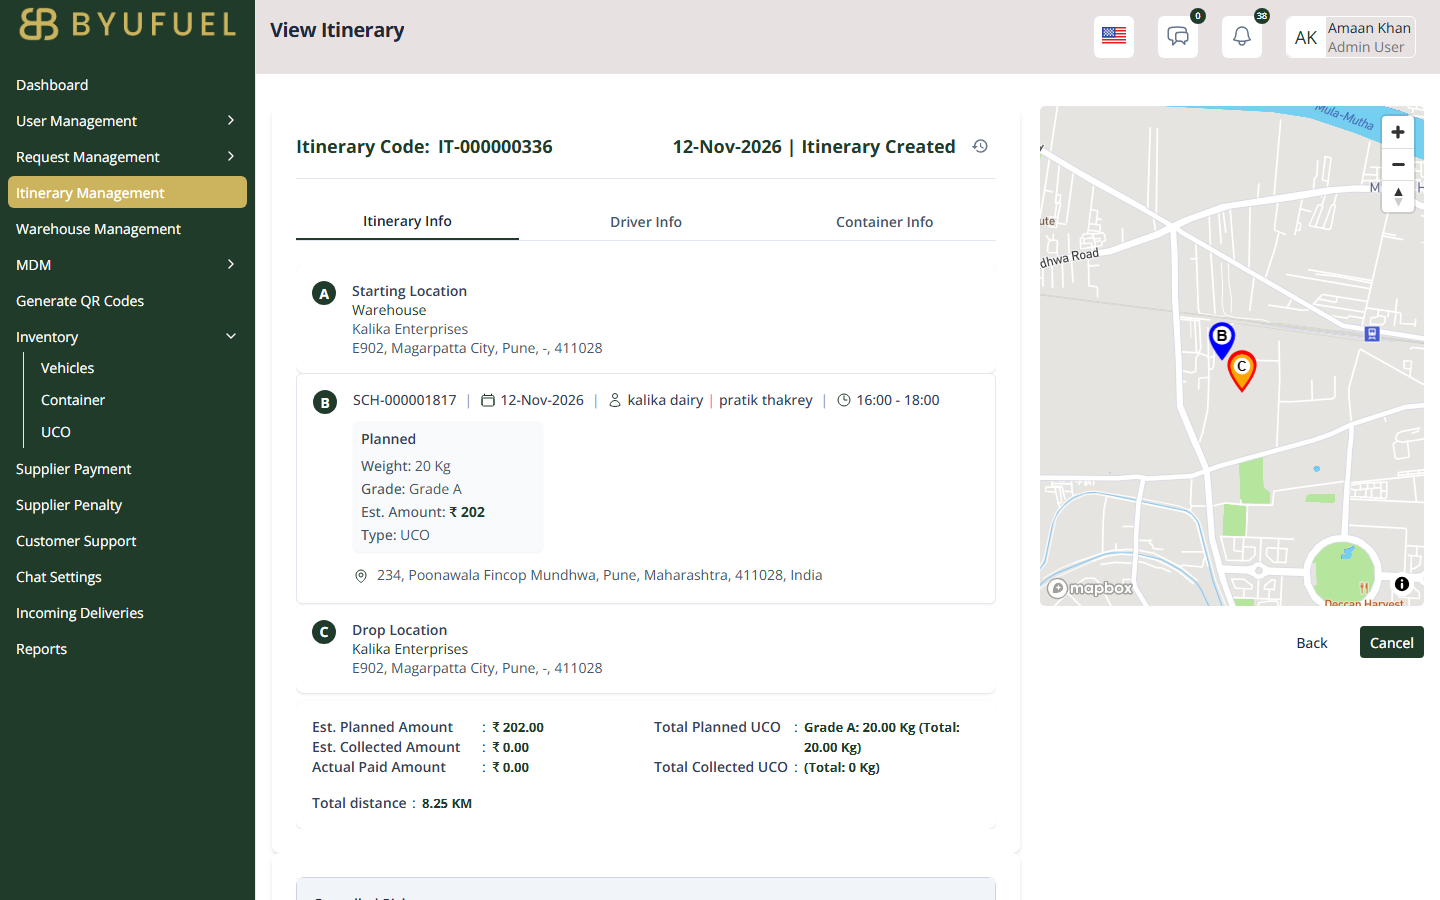 BYUFUEL
View Itinerary
0
38
AK
Amaan Khan
Admin User
Dashboard
User Management
Request Management
Itinerary Management
Warehouse Management
MDM
Generate QR Codes
Inventory
Vehicles
Container
UCO
Supplier Payment
Supplier Penalty
Customer Support
Chat Settings
Incoming Deliveries
Reports
Itinerary Code: IT-000000336
12-Nov-2026 | Itinerary Created
Itinerary Info
Driver Info
Container Info
A
Starting Location
Warehouse
Kalika Enterprises
E902, Magarpatta City, Pune, -, 411028
B
SCH-000001817 | 12-Nov-2026 | kalika dairy | pratik thakrey | 16:00 - 18:00
Planned
Weight: 20 Kg
Grade: Grade A
Est. Amount: ₹ 202
Type: UCO
234, Poonawala Fincop Mundhwa, Pune, Maharashtra, 411028, India
C
Drop Location
Kalika Enterprises
E902, Magarpatta City, Pune, -, 411028
Est. Planned Amount : ₹ 202.00
Est. Collected Amount : ₹ 0.00
Actual Paid Amount : ₹ 0.00
Total distance : 8.25 KM
Total Planned UCO : Grade A: 20.00 Kg (Total:
20.00 Kg)
Total Collected UCO : (Total: 0 Kg)
Mula-Mutha
M
H
ute
dhwa Road
B
C
mapbox
Deccan Harvest
Back
Cancel